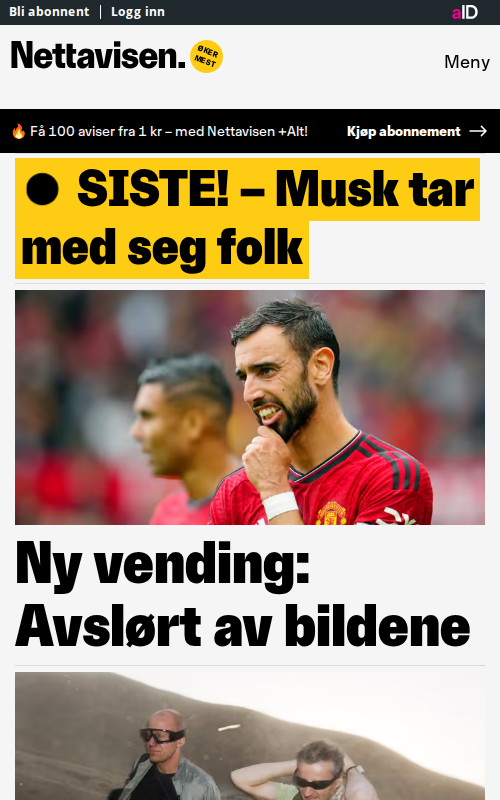 Bli abonnent Logg inn
aID
Nettavisen.
ØKER
MEST
Meny
🔥 Få 100 aviser fra 1 kr – med Nettavisen +Alt!
Kjøp abonnement →
SISTE! – Musk tar
med seg folk
Ny vending:
Avslørt av bildene